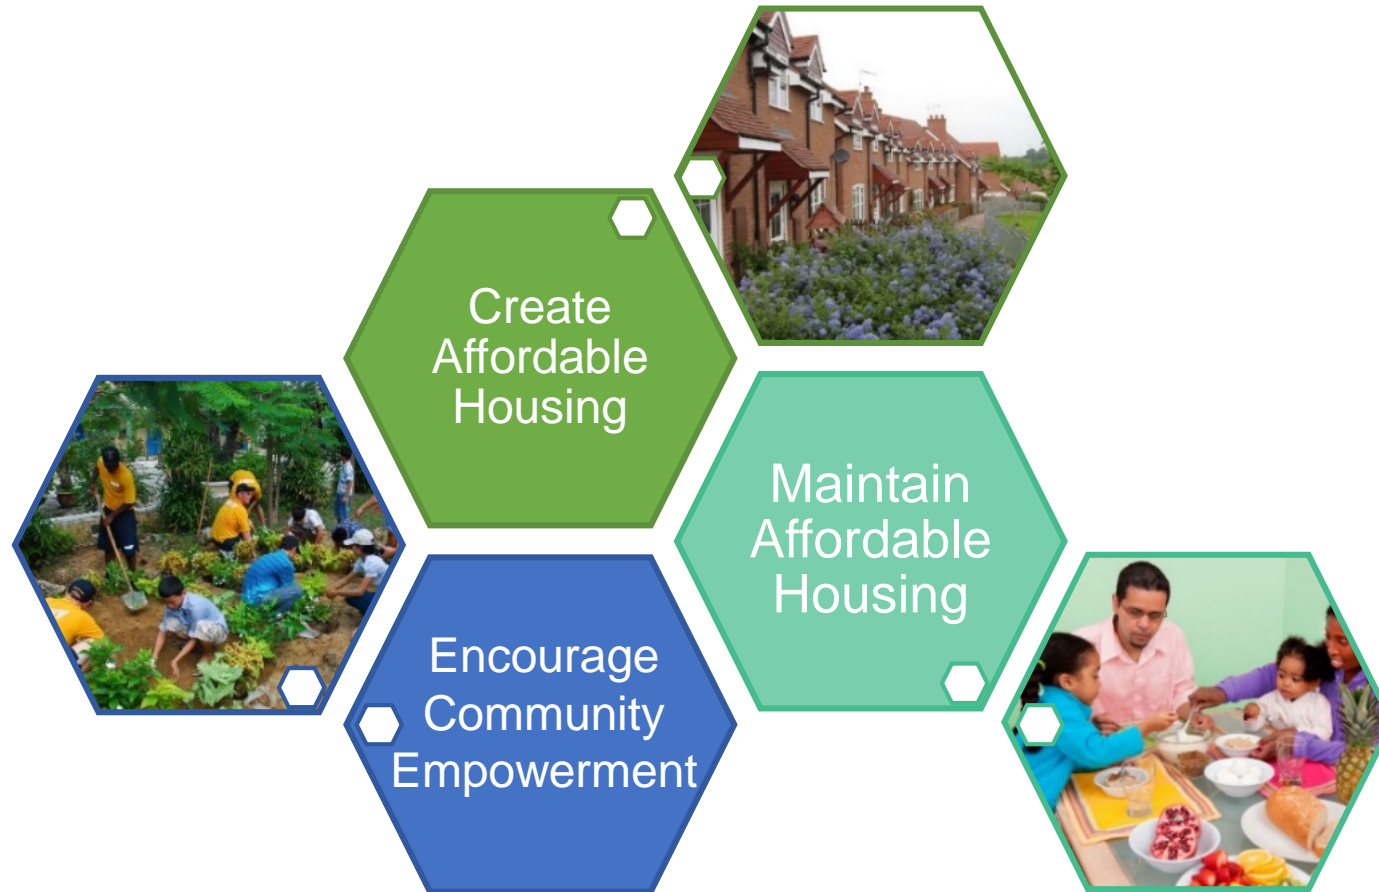 Create
Affordable
Housing
Maintain
Affordable
Housing
Encourage
Community
Empowerment